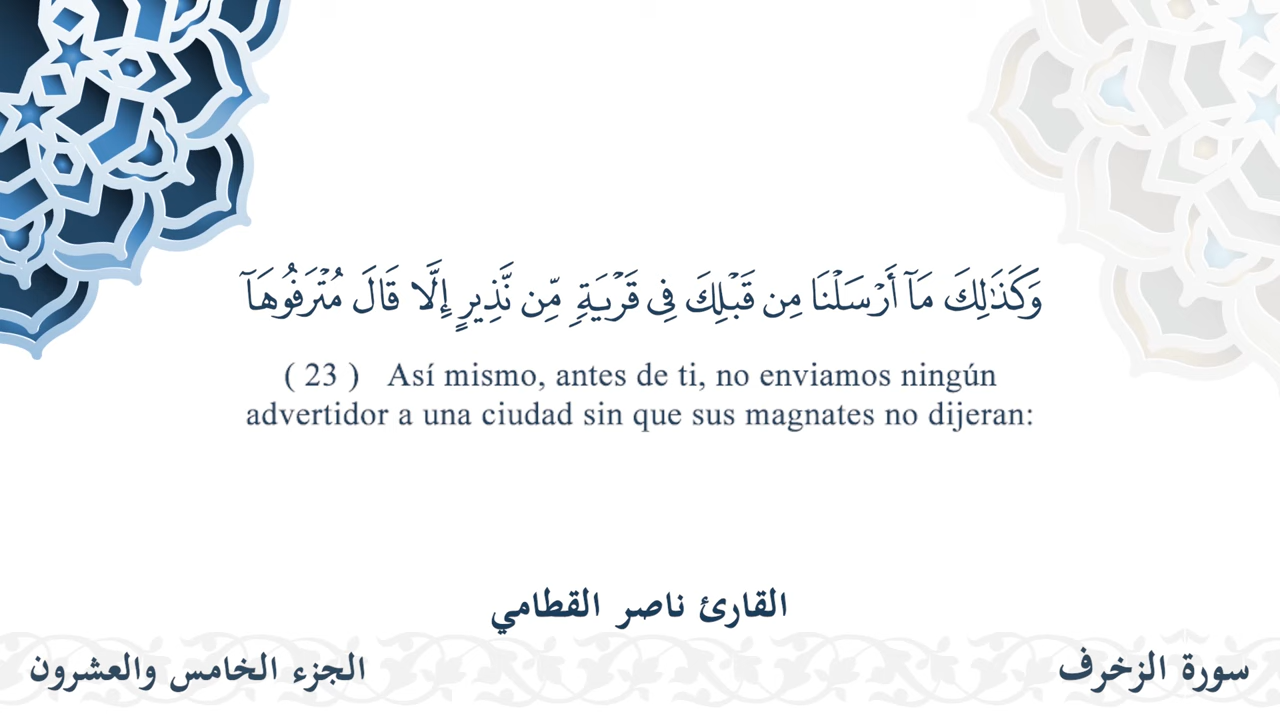 وَكَذَٰلِكَ مَآ أَرْسَلْنَا مِن قَبْلِكَ فِى قَرْيَةٍ مِّن نَّذِيرٍ إِلَّا قَالَ مُتْرَفُوهَآ
( 23 ) Así mismo, antes de ti, no enviamos ningún
advertidor a una ciudad sin que sus magnates no dijeran:
القارئ ناصر القطامي
سورة الزخرف
الجزء الخامس والعشرون